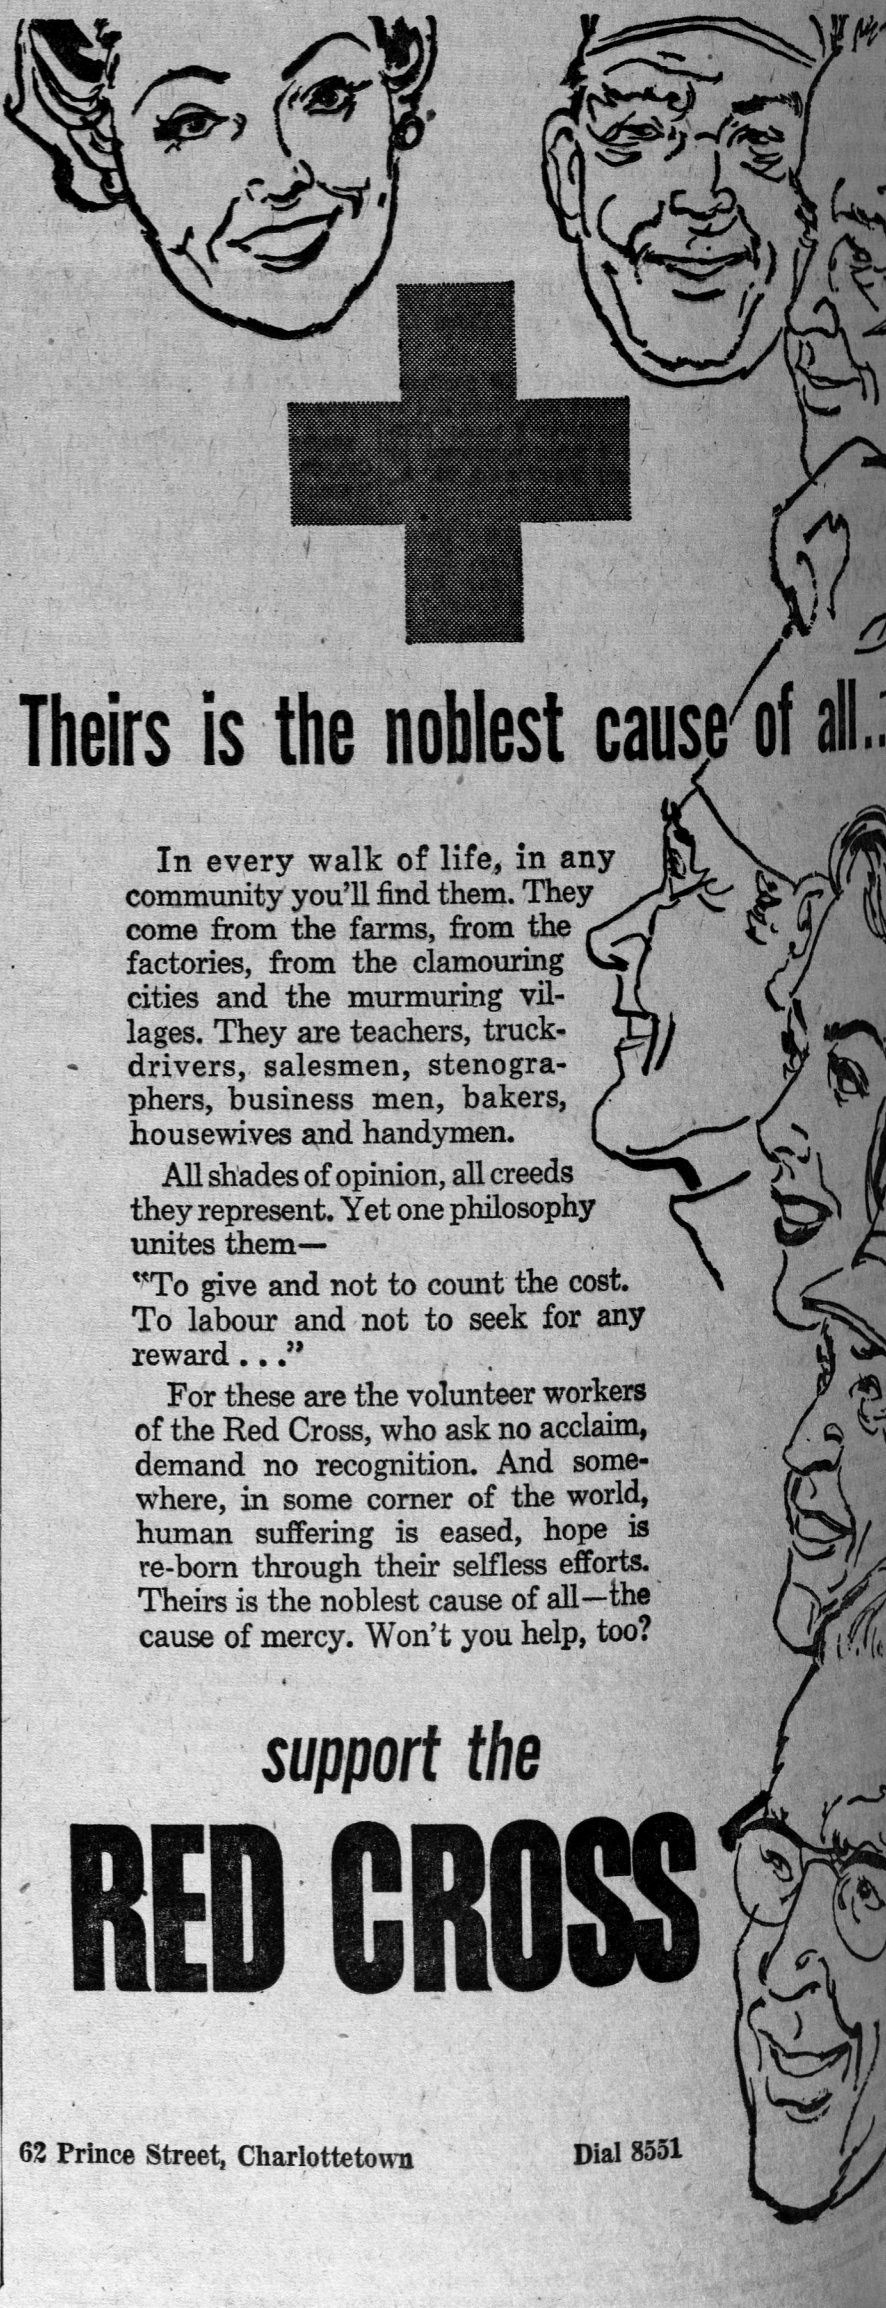 Theirs is the noblest cause of all..
In every walk of life, in any
community you'll find them. They
come from the farms, from the
factories, from the clamouring
cities and the murmuring vil-
lages. They are teachers, truck-
drivers, salesmen, stenogra-
phers, business men, bakers,
housewives and handymen.
All shades of opinion, all creeds
they represent. Yet one philosophy
unites them—
"To give and not to count the cost.
To labour and not to seek for any
reward . . ."
For these are the volunteer workers
of the Red Cross, who ask no acclaim,
demand no recognition. And some-
where, in some corner of the world,
human suffering is eased, hope is
re-born through their selfless efforts.
Theirs is the noblest cause of all—the
cause of mercy. Won't you help, too?
support the
RED CROSS
62 Prince Street, Charlottetown Dial 8551